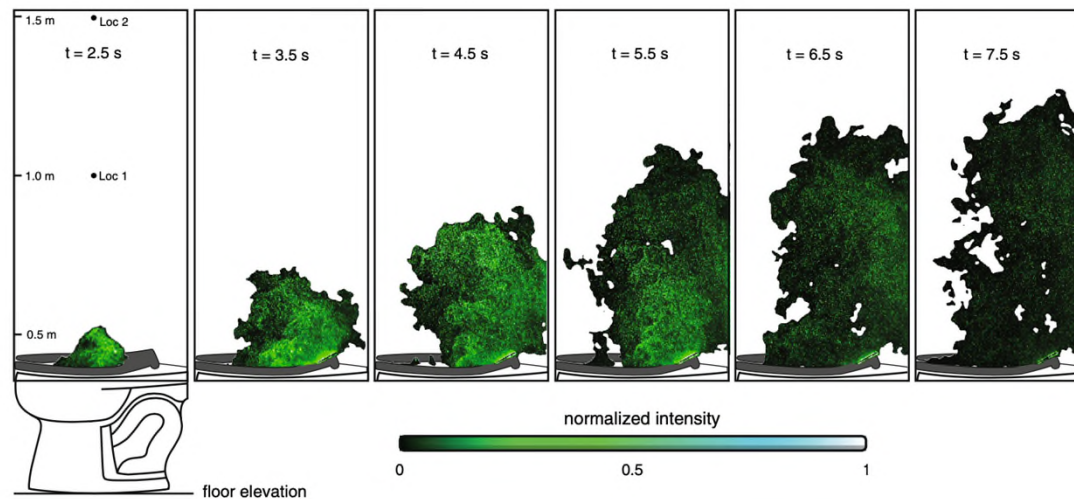 1.5 m
Loc 2
t = 2.5 s
t = 3.5 s
t = 4.5 s
t = 5.5 s
t = 6.5 s
t = 7.5 s
1.0 m
Loc 1
0.5 m
normalized intensity
0
0.5
1
floor elevation